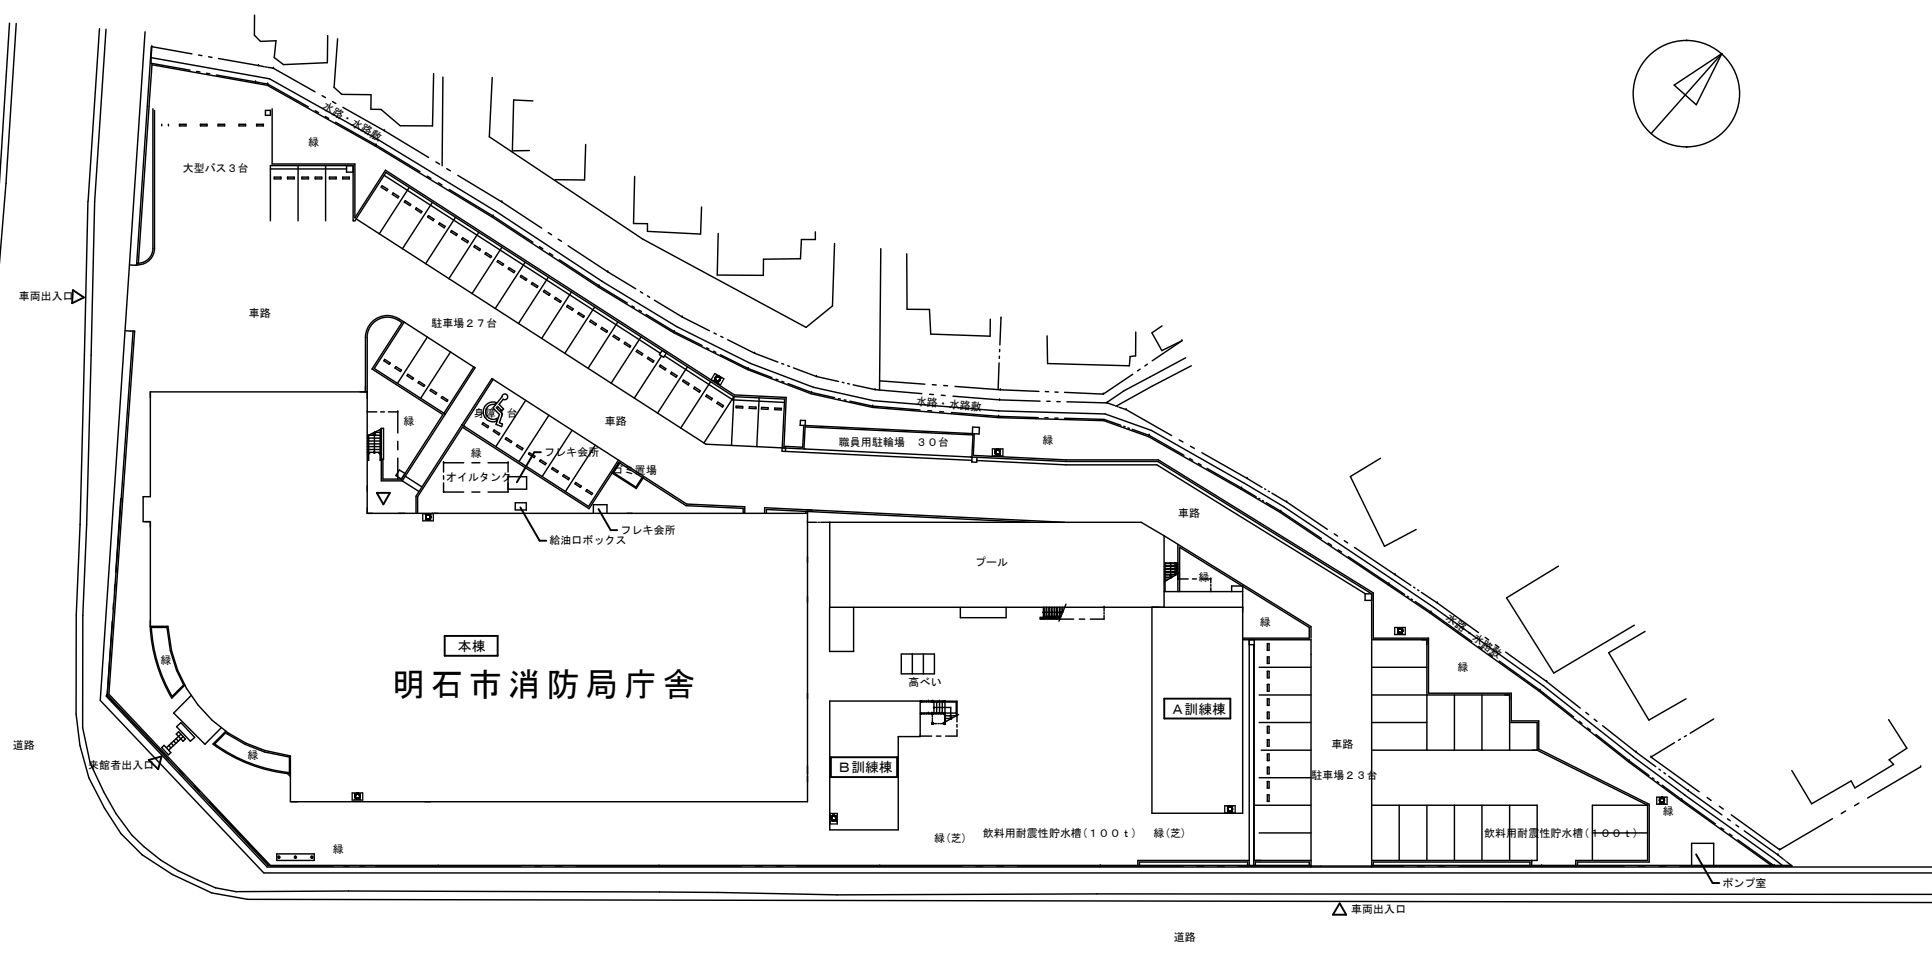 水路・水路敷
緑
大型バス３台
車両出入口
車路
駐車場２７台
水路・水路敷
緑
車路
職員用駐輪場　３０台
緑
緑
フレキ会所
ゴミ置場
オイルタンク
車路
フレキ会所
給油口ボックス
プール
緑
緑
水路・水路敷
本棟
緑
緑
明石市消防局庁舎
高べい
Ａ訓練棟
道路
車路
緑
来館者出入口
Ｂ訓練棟
駐車場２３台
緑
緑(芝)
飲料用耐震性貯水槽(１００ｔ)
緑(芝)
飲料用耐震性貯水槽(１００ｔ)
緑
ポンプ室
車両出入口
道路